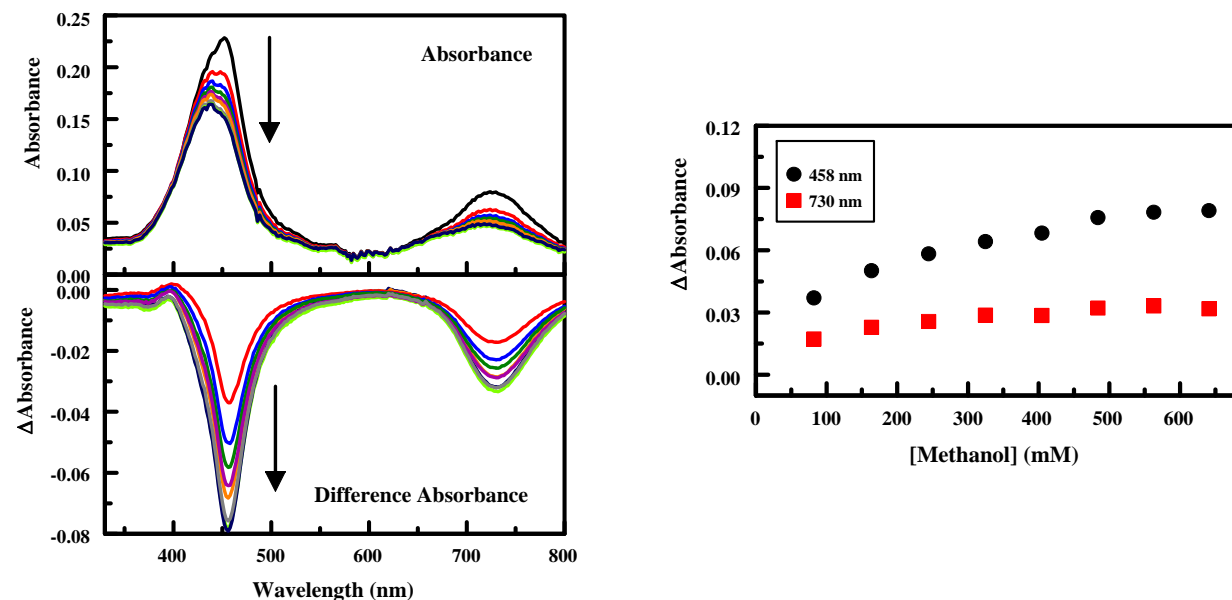 0.25
0.20
0.15
0.10
0.05
0.00
Absorbance
Absorbance
0.00
-0.02
-0.04
-0.06
-0.08
ΔAbsorbance
Difference Absorbance
400 500 600 700 800
Wavelength (nm)
0.12
0.09
0.06
0.03
0.00
ΔAbsorbance
458 nm
730 nm
0 100 200 300 400 500 600
[Methanol] (mM)